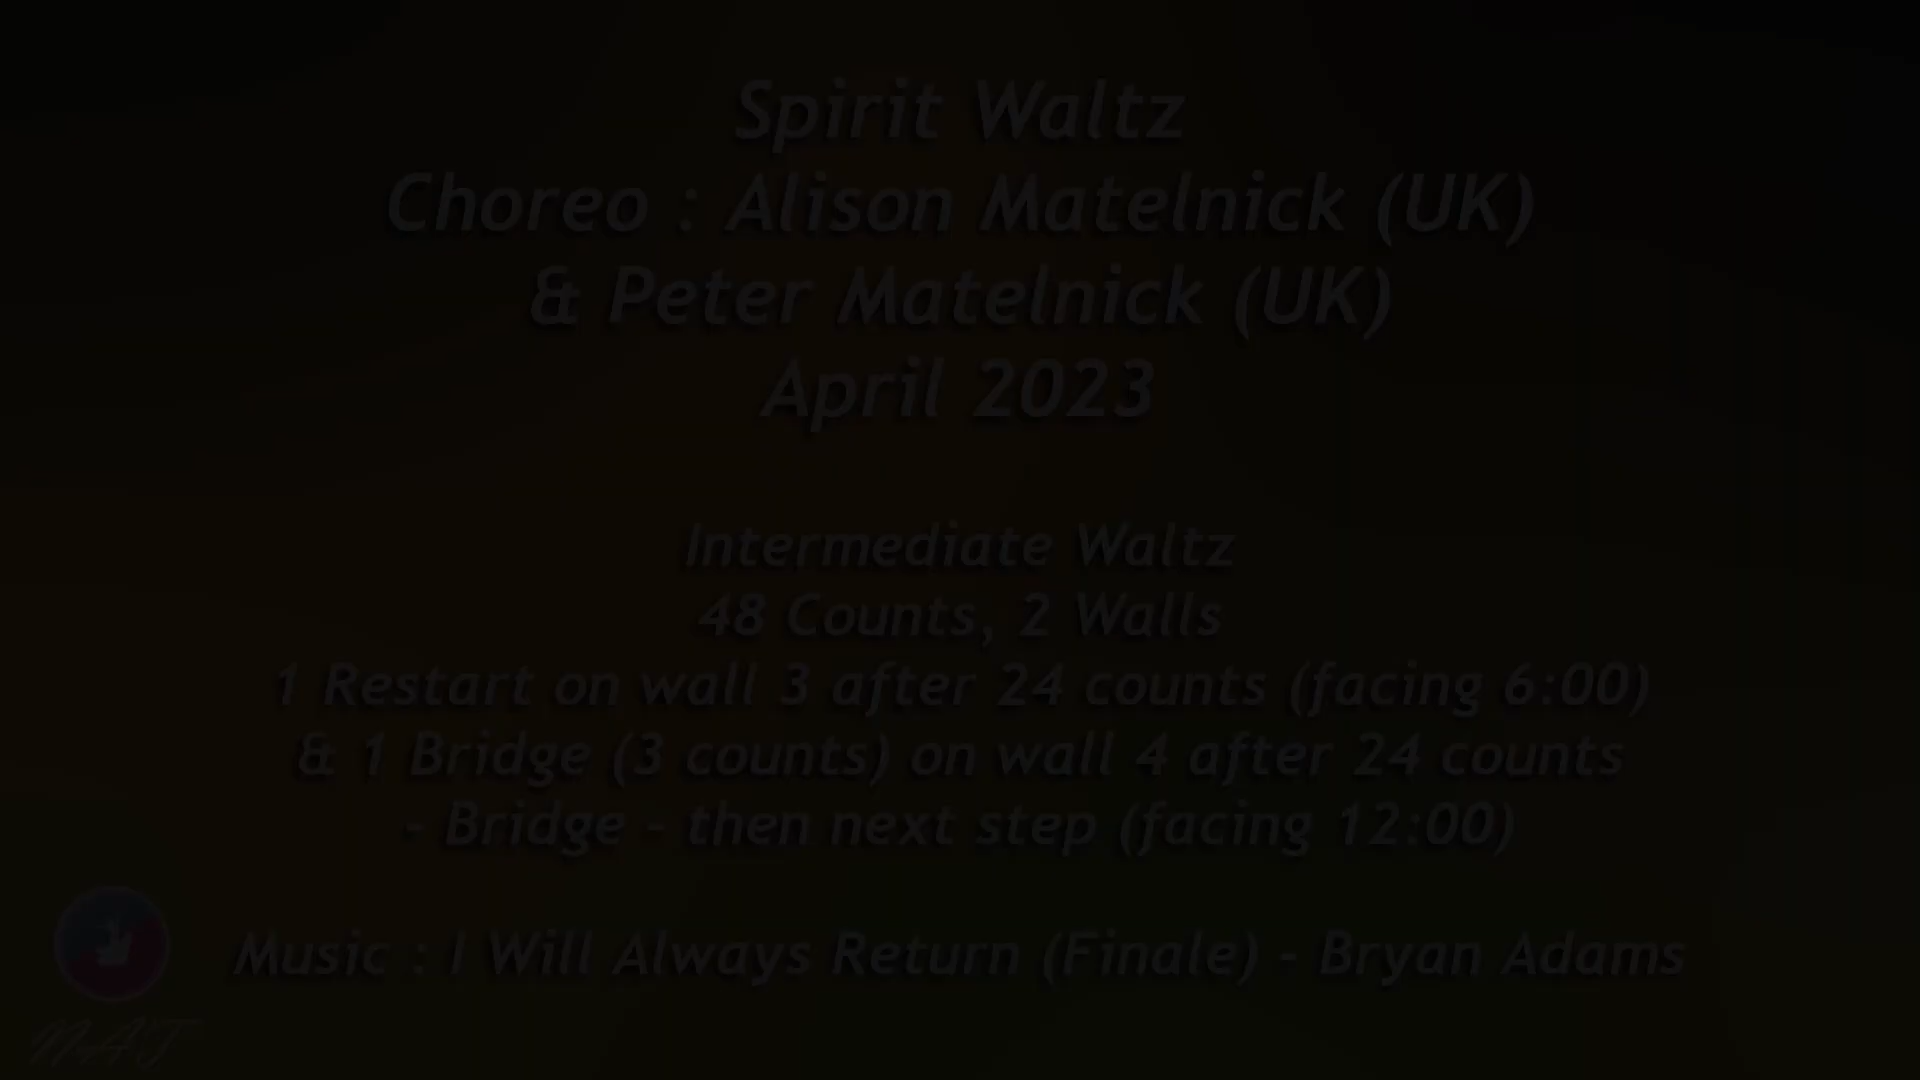 Spirit Waltz
Choreo : Alison Matelnick (UK)
& Peter Matelnick (UK)
April 2023
Intermediate Waltz
48 Counts, 2 Walls
1 Restart on wall 3 after 24 counts (facing 6:00)
& 1 Bridge (3 counts) on wall 4 after 24 counts
- Bridge - then next step (facing 12:00)
Music : I Will Always Return (Finale) - Bryan Adams